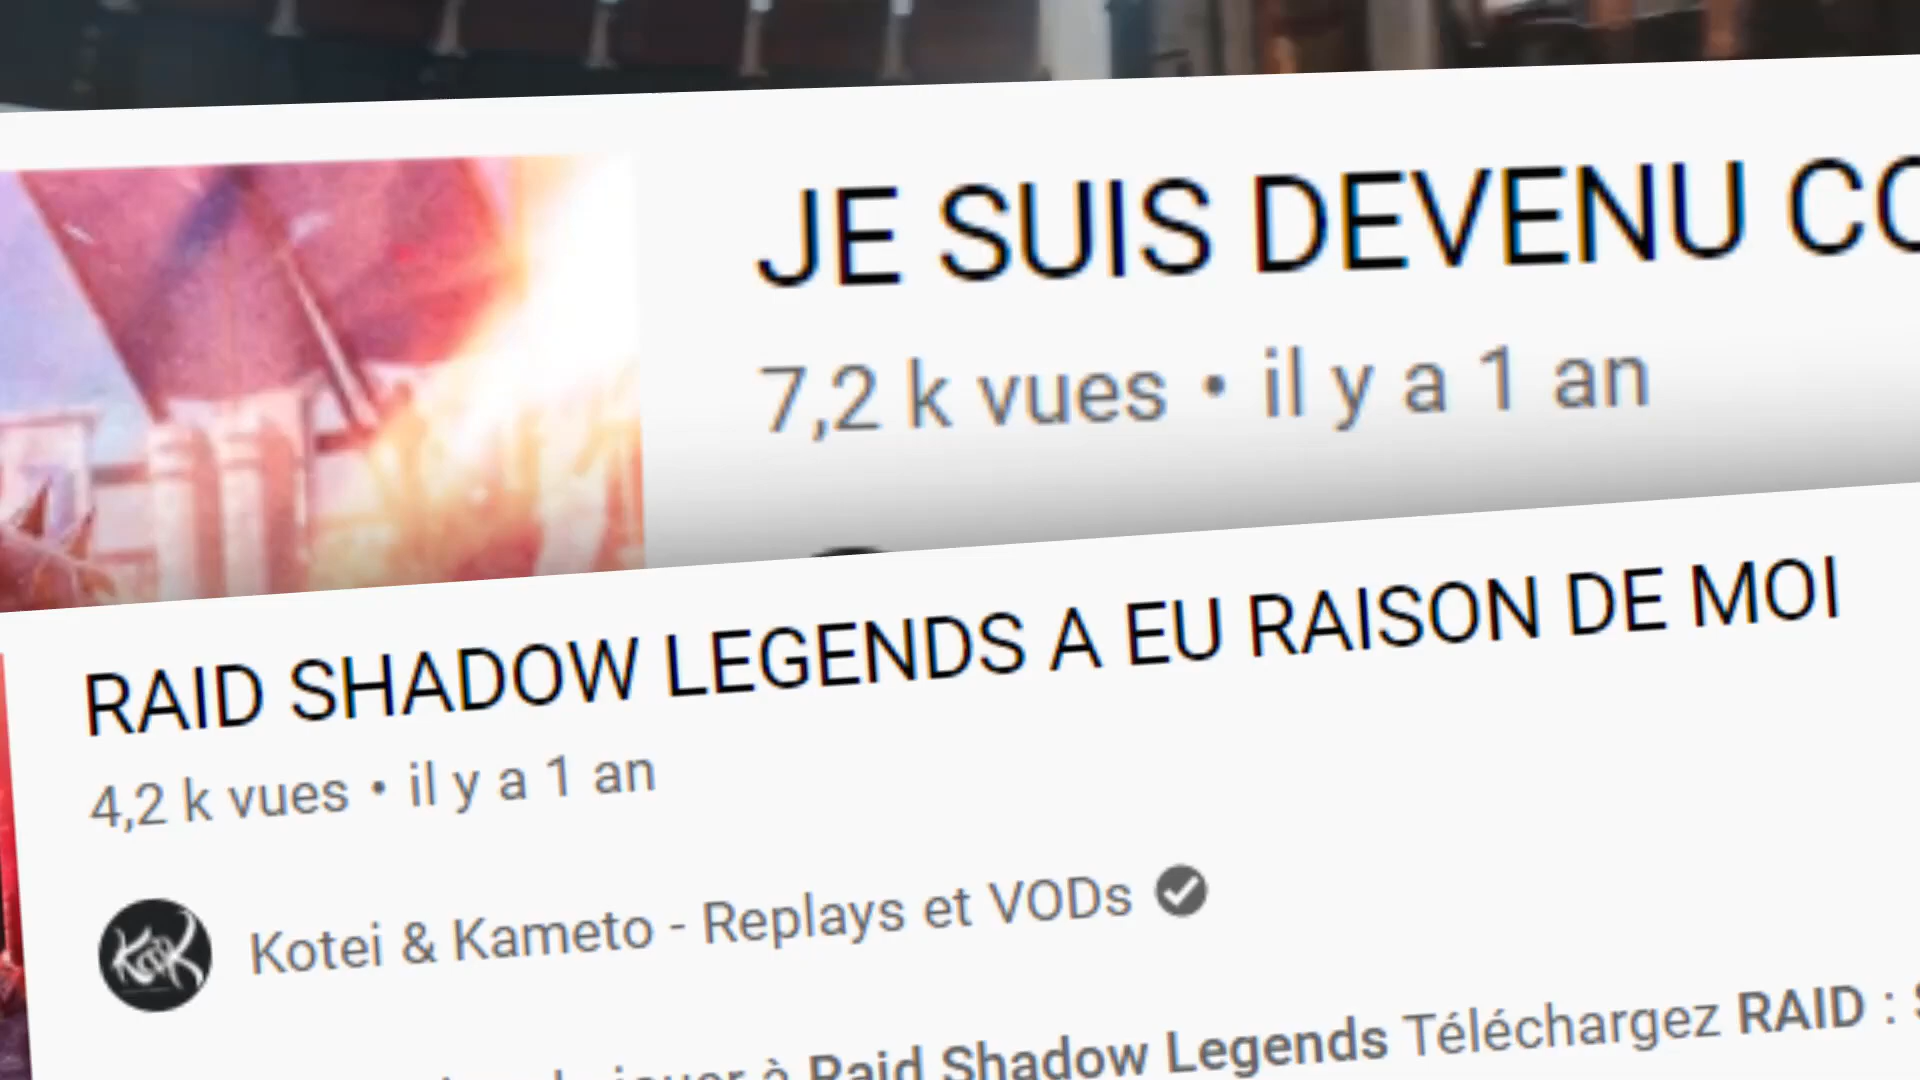 JE SUIS DEVENU
7,2 k vues • il y a 1 an
RAID SHADOW LEGENDS A EU RAISON DE MOI
4,2 k vues • il y a 1 an
Kotei & Kameto - Replays et VODs
à Raid Shadow Legends Téléchargez RAID :